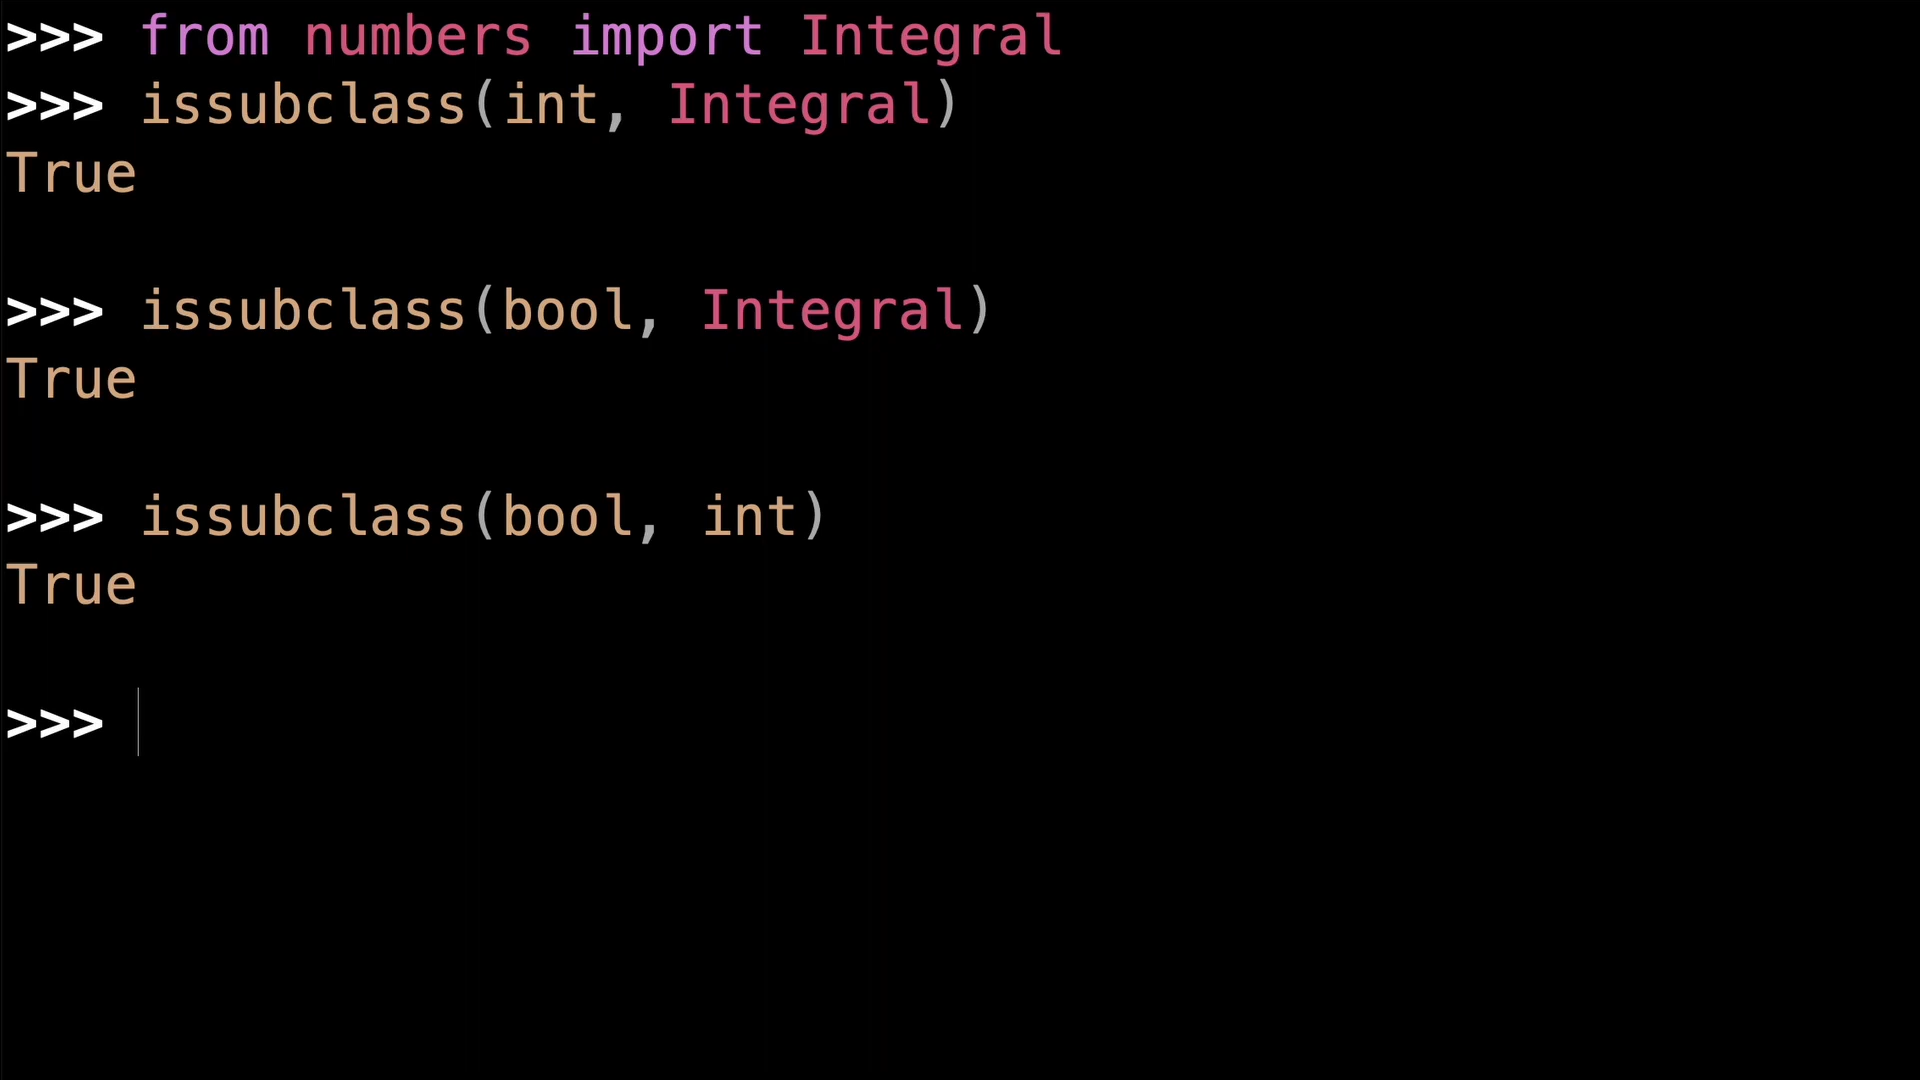 >>> from numbers import Integral
>>> issubclass(int, Integral)
True
>>> issubclass(bool, Integral)
True
>>> issubclass(bool, int)
True
>>>